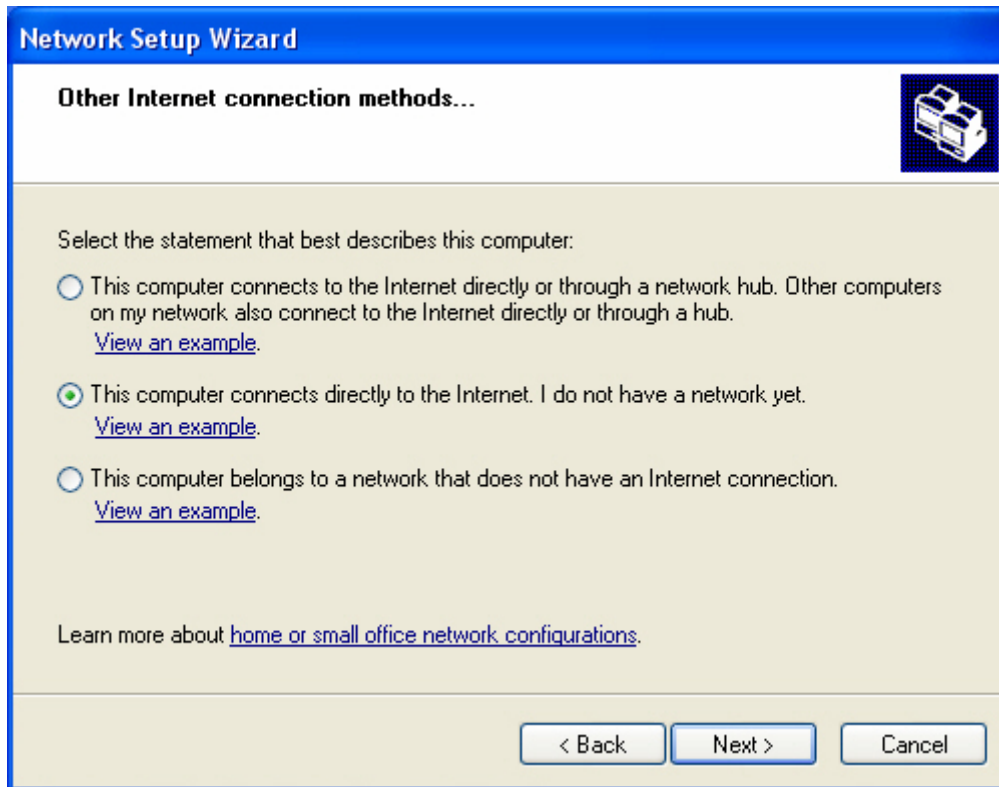 Network Setup Wizard
Other Internet connection methods...
Select the statement that best describes this computer:
This computer connects to the Internet directly or through a network hub. Other computers
on my network also connect to the Internet directly or through a hub.
View an example.
This computer connects directly to the Internet. I do not have a network yet.
View an example.
This computer belongs to a network that does not have an Internet connection.
View an example.
Learn more about home or small office network configurations.
< Back Next > Cancel